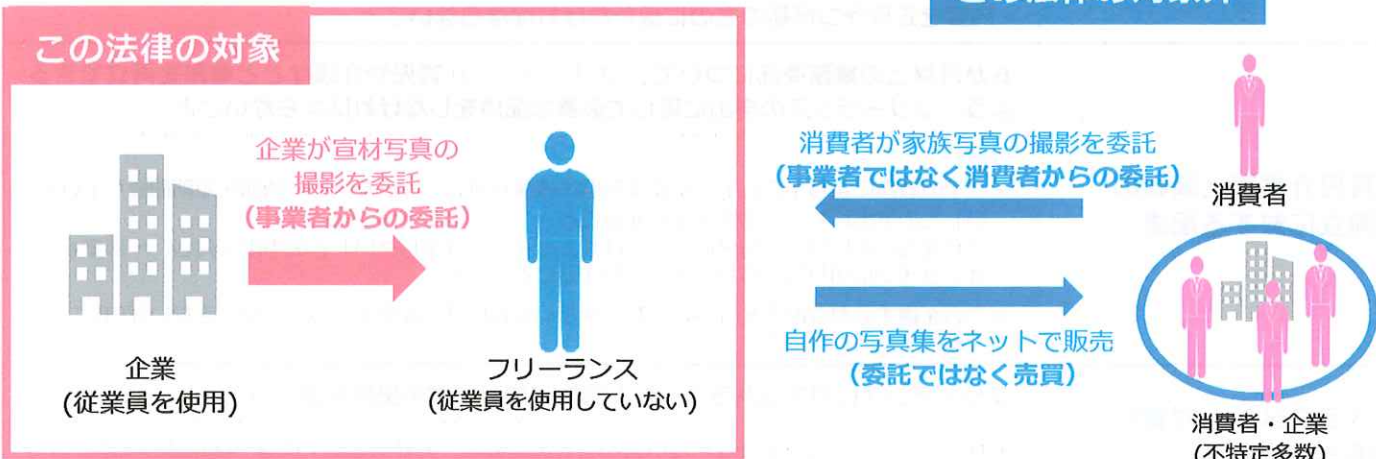 この法律の対象
企業が宣材写真の
撮影を委託
(事業者からの委託)
企業
(従業員を使用)
フリーランス
(従業員を使用していない)
消費者が家族写真の撮影を委託
(事業者ではなく消費者からの委託)
消費者
自作の写真集をネットで販売
(委託ではなく売買)
消費者・企業
(不特定多数)